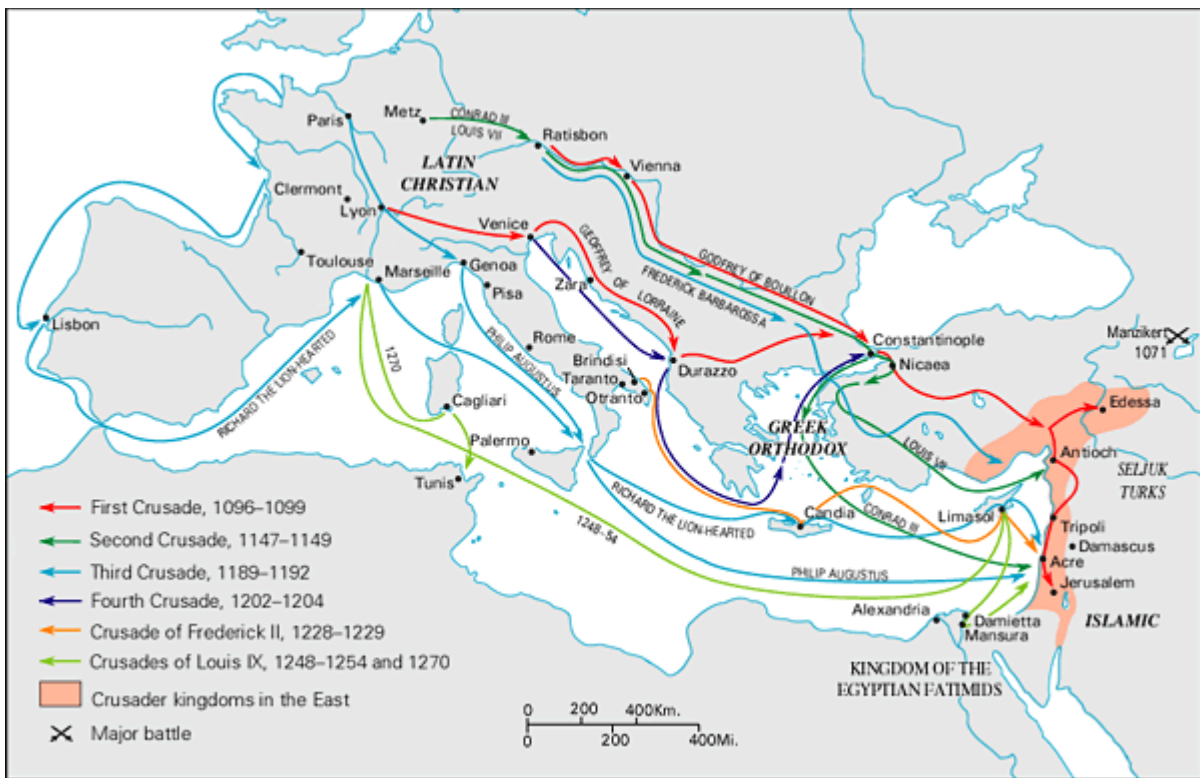 Paris
Metz
CONRAD III
LOUIS VII
Ratisbon
Vienna
LATIN
CHRISTIAN
Clermont
Lyon
Venice
GEOFFREY OF LORRAINE
GODFREY OF BOUILLON
FREDERICK BARBAROSSA
Toulouse
Marseille
Genoa
Pisa
Zara
Lisbon
RICHARD THE LION-HEARTED
1270
PHILIP AUGUSTUS
Rome
Brindisi
Taranto
Otranto
Durazzo
Constantinople
Nicaea
Manzikert
1071
Edessa
Cagliari
Palermo
Tunis
GREEK
ORTHODOX
LOUIS VII
Antioch
SELJUK
TURKS
RICHARD THE LION-HEARTED
1248–54
Candia
CONRAD III
Limasol
Tripoli
Damascus
PHILIP AUGUSTUS
Acre
Jerusalem
Alexandria
Damietta
Mansura
ISLAMIC
KINGDOM OF THE
EGYPTIAN FATIMIDS
First Crusade, 1096–1099
Second Crusade, 1147–1149
Third Crusade, 1189–1192
Fourth Crusade, 1202–1204
Crusade of Frederick II, 1228–1229
Crusades of Louis IX, 1248–1254 and 1270
Crusader kingdoms in the East
Major battle
0 200 400Km.
0 200 400Mi.